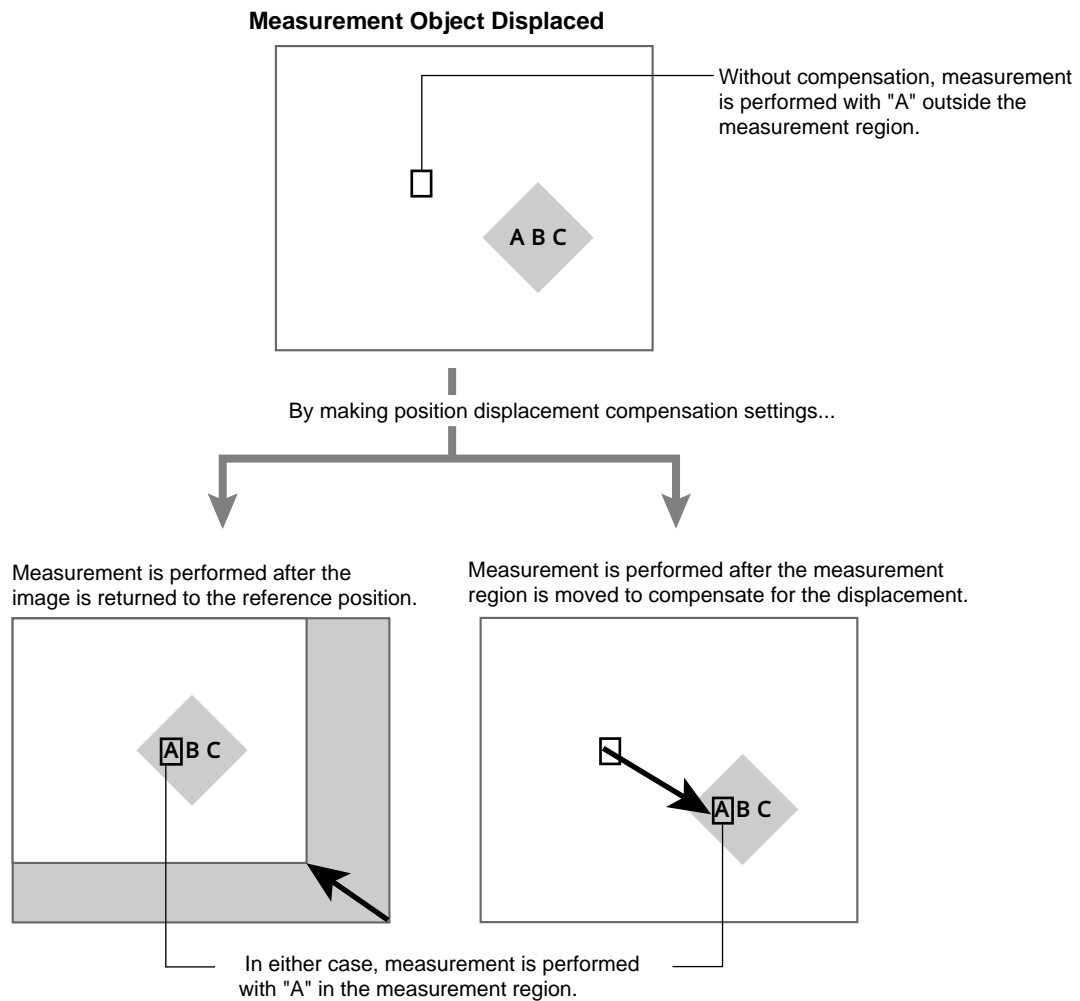 Measurement Object Displaced
Without compensation, measurement
is performed with "A" outside the
measurement region.
A B C
By making position displacement compensation settings...
Measurement is performed after the
image is returned to the reference position.
Measurement is performed after the measurement
region is moved to compensate for the displacement.
A B C
A B C
In either case, measurement is performed
with "A" in the measurement region.